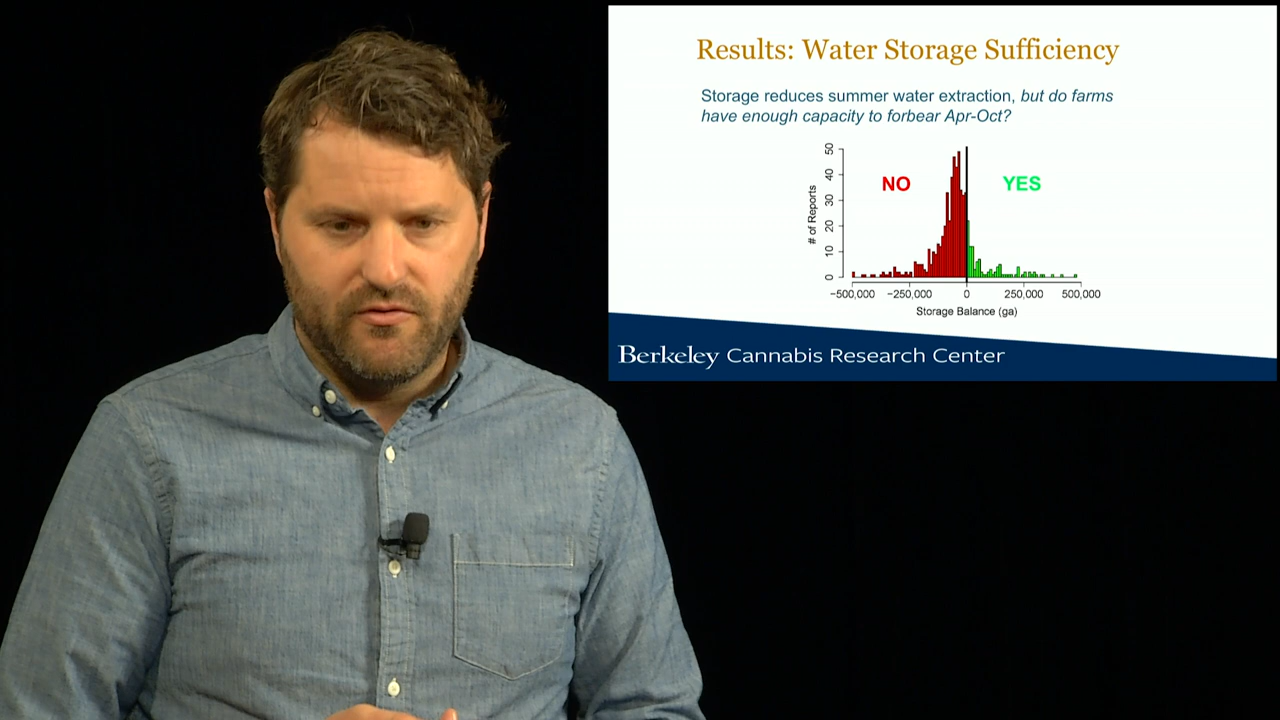 Results: Water Storage Sufficiency
Storage reduces summer water extraction, but do farms
have enough capacity to forbear Apr-Oct?
NO
YES
# of Reports
50
40
30
20
10
0
−500,000
−250,000
0
250,000
500,000
Storage Balance (ga)
Berkeley Cannabis Research Center